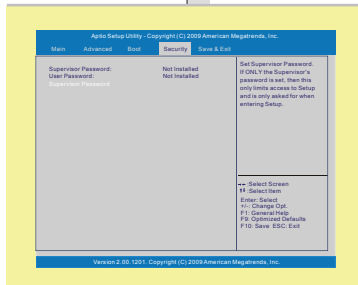 Aptio Setup Utility - Copyright (C) 2009 American Megatrends, Inc.
Main Advanced Boot Security Save & Exit
Supervisor Password: Not Installed
User Password: Not Installed
Supervisor Password
Set Supervisor Password.
If ONLY the Supervisor's
password is set, then this
only limits access to Setup
and is only asked for when
entering Setup.
→←:Select Screen
↑↓:Select Item
Enter: Select
+/-: Change Opt.
F1: General Help
F9: Optimized Defaults
F10: Save ESC: Exit
Version 2.00.1201. Copyright (C) 2009 American Megatrends, Inc.